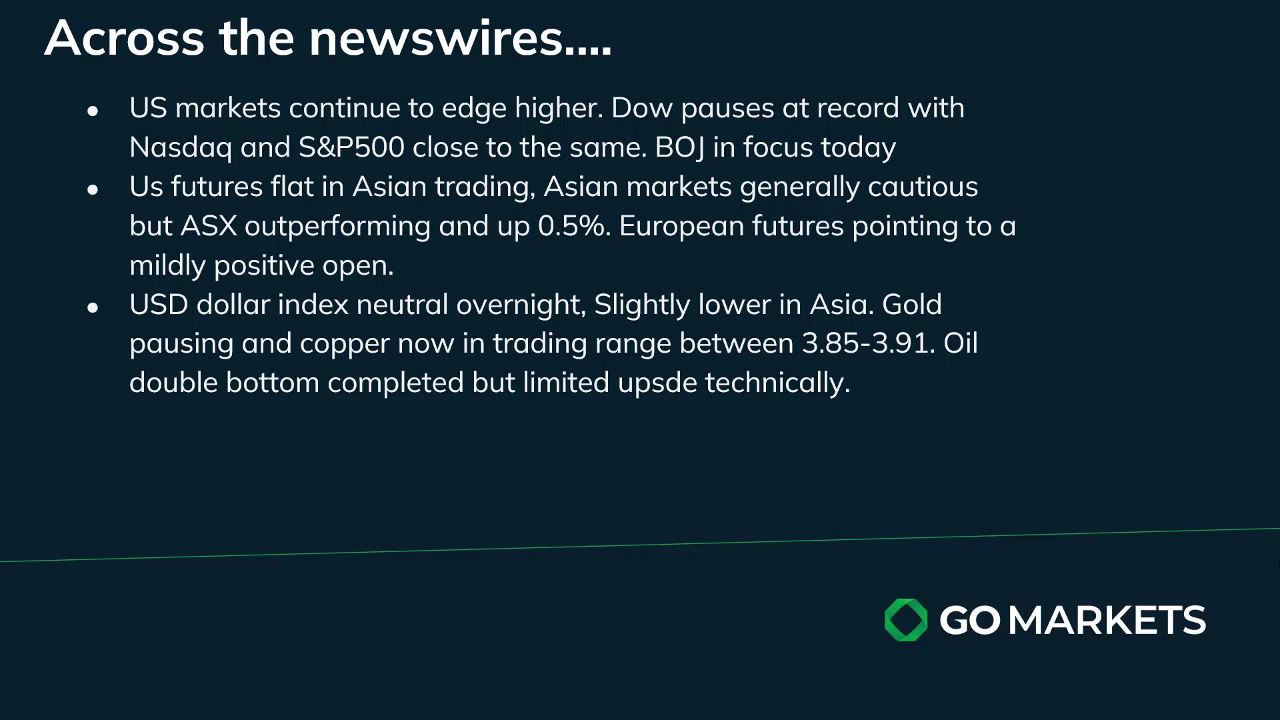 Across the newswires....
● US markets continue to edge higher. Dow pauses at record with
Nasdaq and S&P500 close to the same. BOJ in focus today
● Us futures flat in Asian trading, Asian markets generally cautious
but ASX outperforming and up 0.5%. European futures pointing to a
mildly positive open.
● USD dollar index neutral overnight, Slightly lower in Asia. Gold
pausing and copper now in trading range between 3.85-3.91. Oil
double bottom completed but limited upsde technically.
GO MARKETS